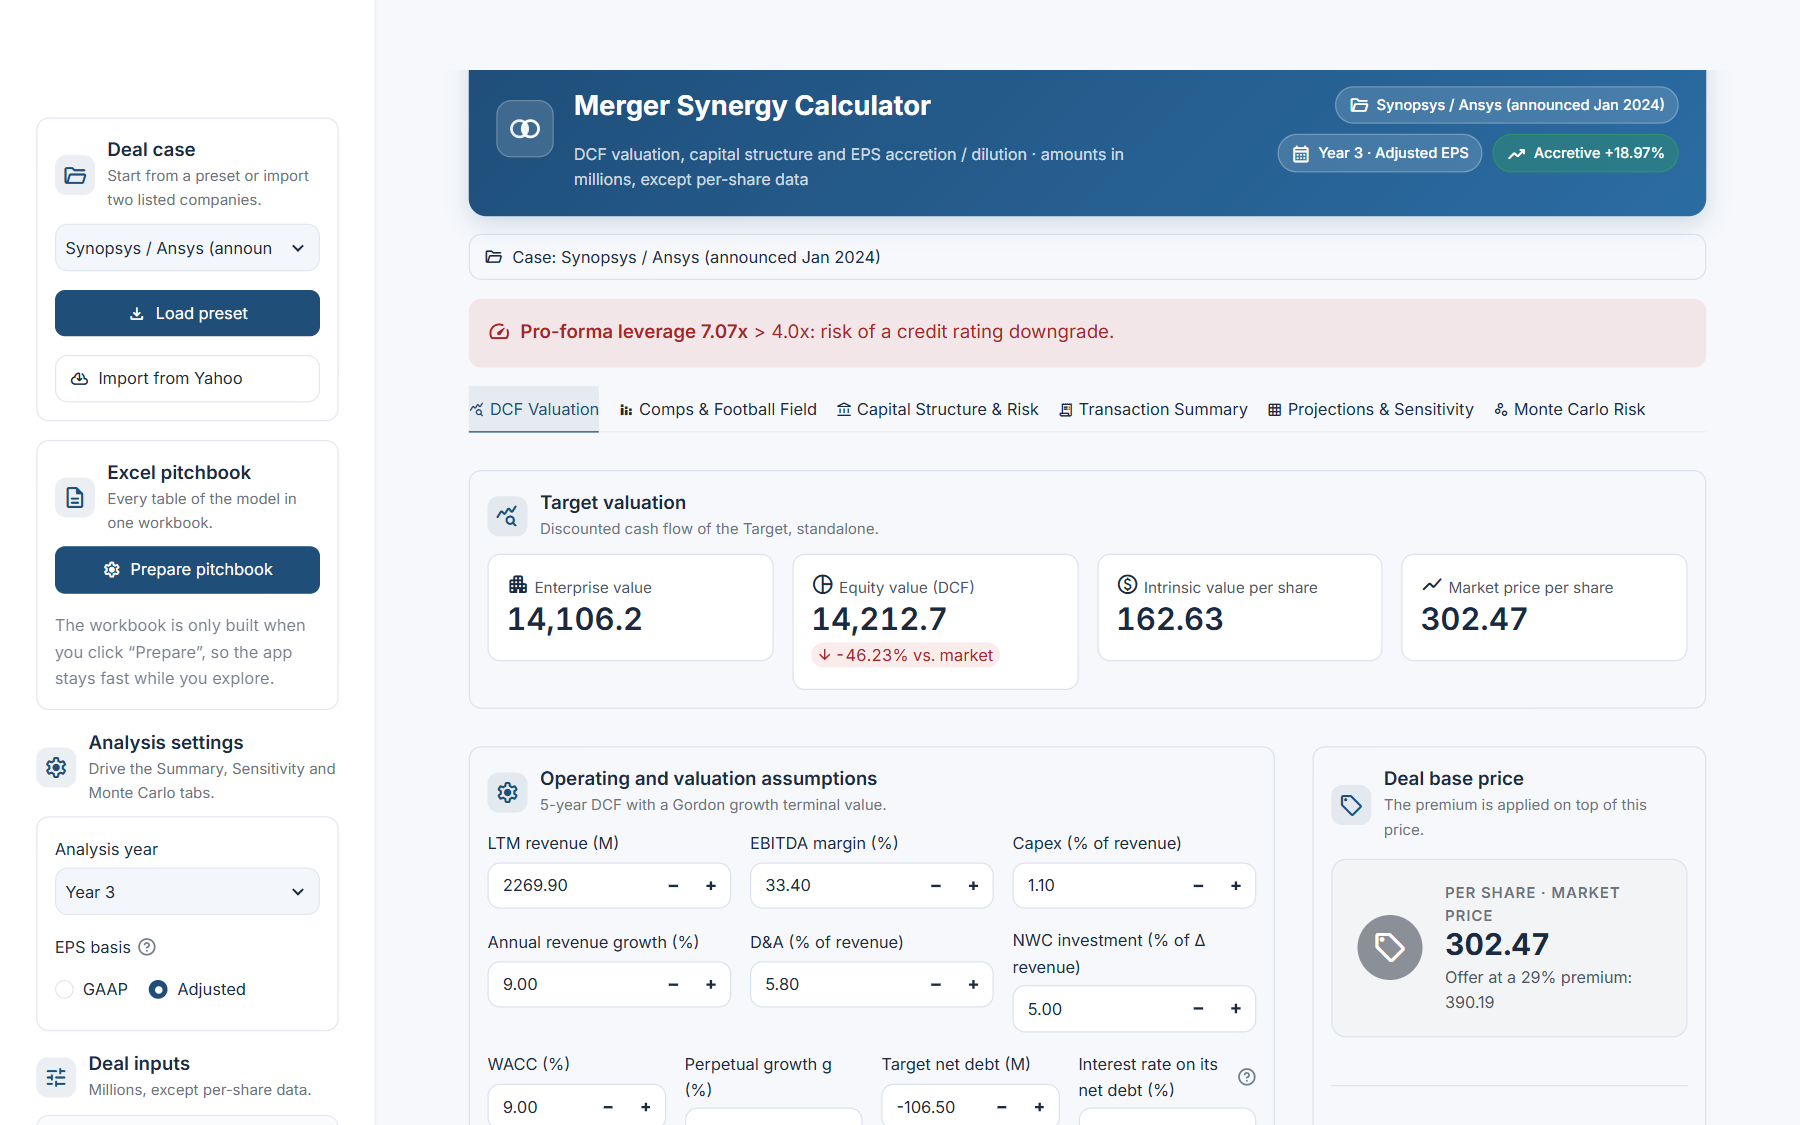 Deal case
Start from a preset or import
two listed companies.
Synopsys / Ansys (announ
Load preset
Import from Yahoo
Excel pitchbook
Every table of the model in
one workbook.
Prepare pitchbook
The workbook is only built when
you click “Prepare”, so the app
stays fast while you explore.
Analysis settings
Drive the Summary, Sensitivity and
Monte Carlo tabs.
Analysis year
Year 3
EPS basis
GAAP
Adjusted
Deal inputs
Millions, except per-share data.
Merger Synergy Calculator
DCF valuation, capital structure and EPS accretion / dilution · amounts in
millions, except per-share data
Synopsys / Ansys (announced Jan 2024)
Year 3 · Adjusted EPS
Accretive +18.97%
Case: Synopsys / Ansys (announced Jan 2024)
Pro-forma leverage 7.07x > 4.0x: risk of a credit rating downgrade.
DCF Valuation
Comps & Football Field
Capital Structure & Risk
Transaction Summary
Projections & Sensitivity
Monte Carlo Risk
Target valuation
Discounted cash flow of the Target, standalone.
Enterprise value
14,106.2
Equity value (DCF)
14,212.7
-46.23% vs. market
Intrinsic value per share
162.63
Market price per share
302.47
Operating and valuation assumptions
5-year DCF with a Gordon growth terminal value.
LTM revenue (M)
2269.90
EBITDA margin (%)
33.40
Capex (% of revenue)
1.10
Annual revenue growth (%)
9.00
D&A (% of revenue)
5.80
NWC investment (% of Δ
revenue)
5.00
WACC (%)
9.00
Perpetual growth g
(%)
Target net debt (M)
-106.50
Interest rate on its
net debt (%)
Deal base price
The premium is applied on top of this
price.
PER SHARE · MARKET
PRICE
302.47
Offer at a 29% premium:
390.19